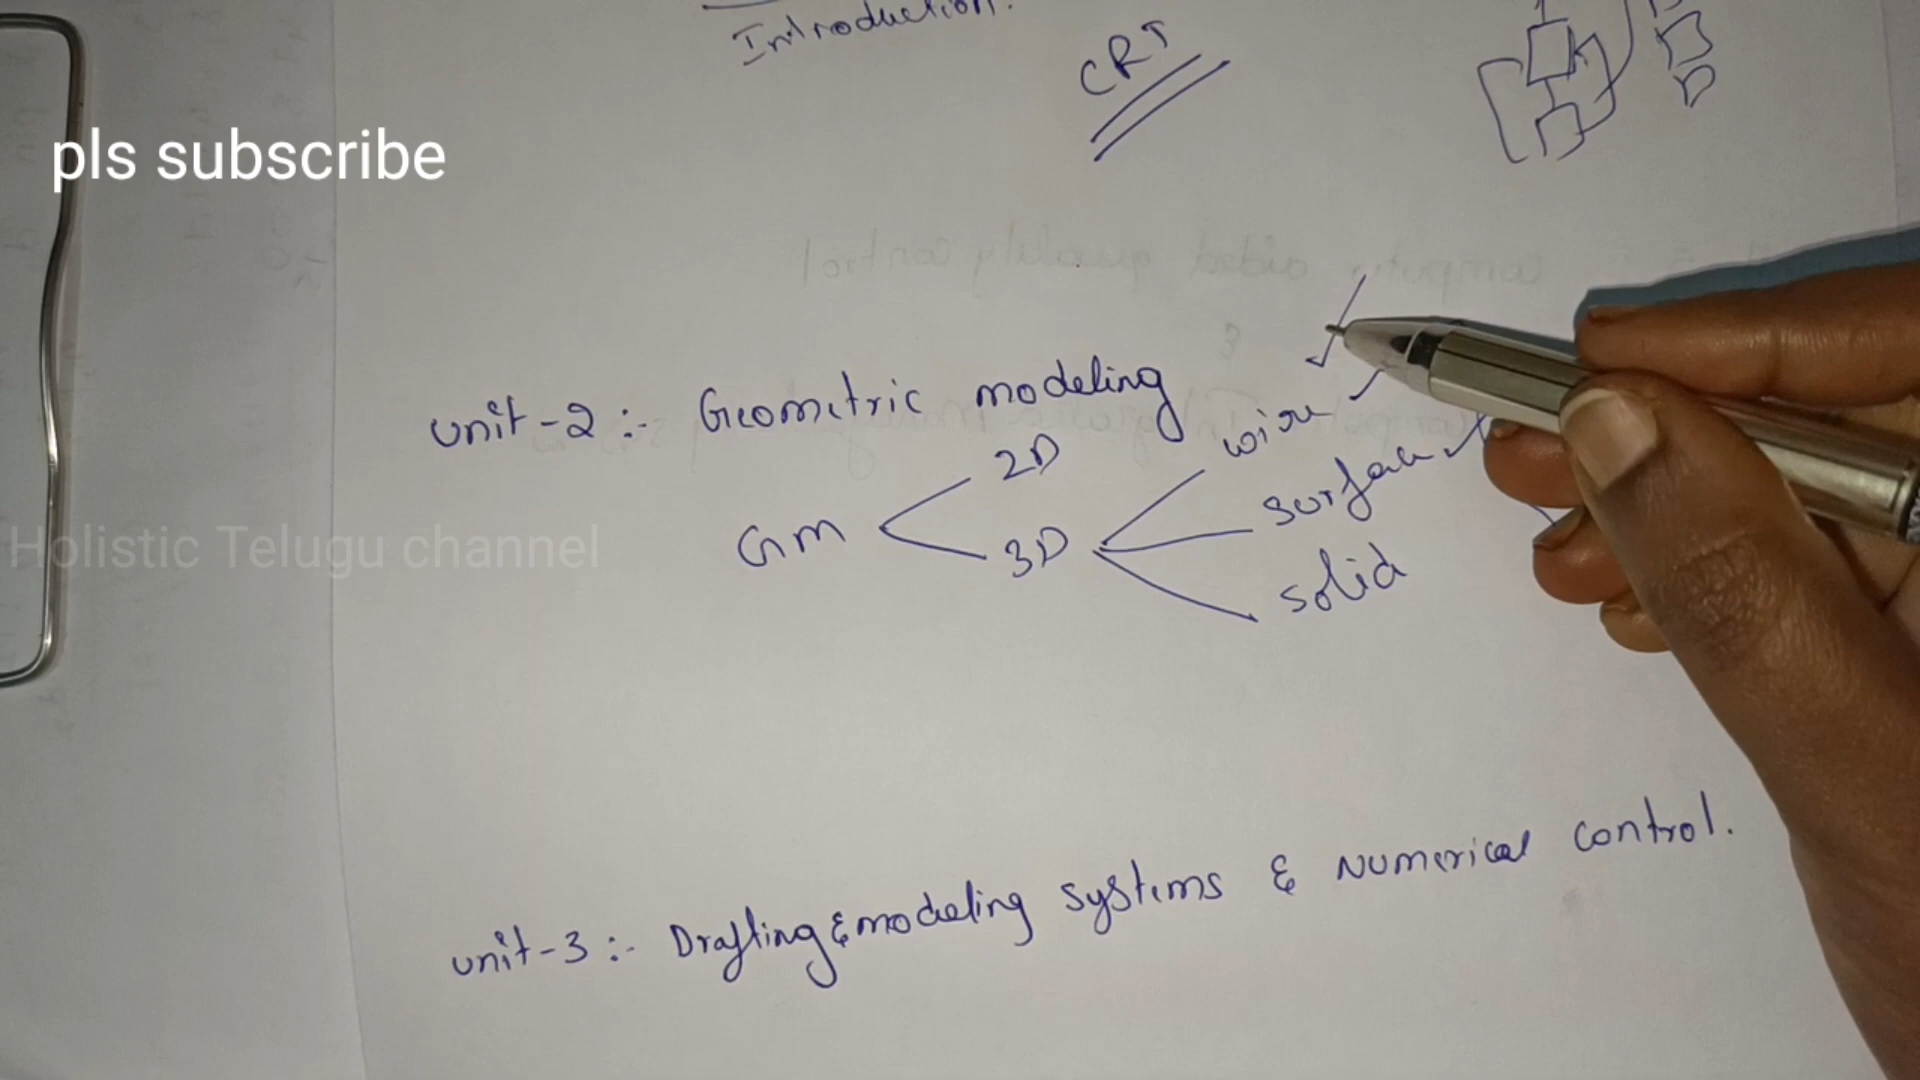 Introduction.
CRT
pls subscribe
unit-2 :- Geometric modeling
wire
2D
surface
Holistic Telugu channel
Gm
3D
solid
unit-3 :- Drafting & modeling systems & Numerical control.